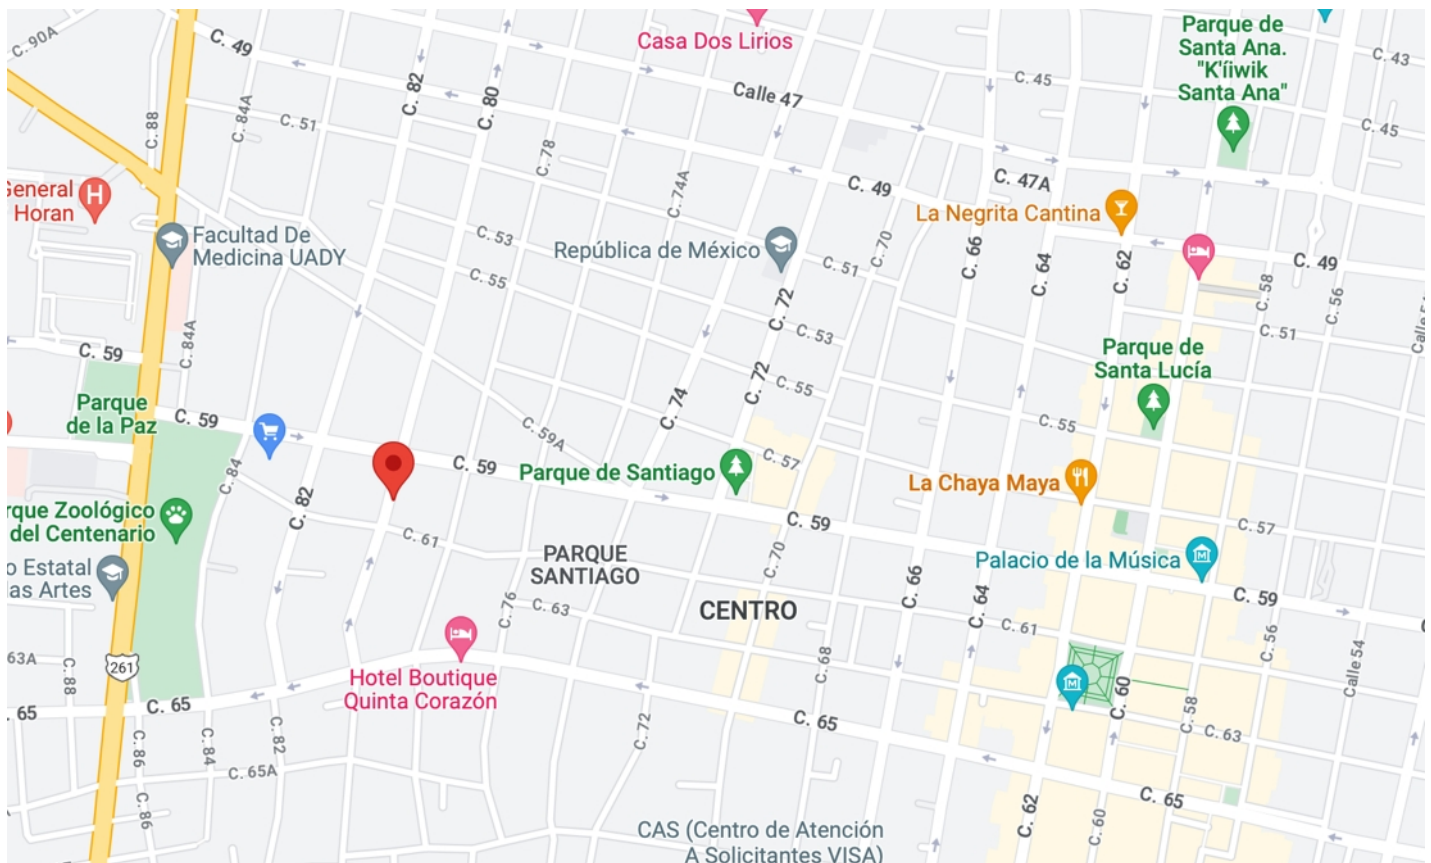 C. 90A
C. 49
C. 88
C. 84A
C. 51
C. 82
C. 80
Casa Dos Lirios
Calle 47
C. 45
Parque de
Santa Ana.
"K'íiwik
Santa Ana"
C. 43
C. 45
C. 78
C. 74A
C. 49
C. 47A
La Negrita Cantina
General
Horan
Facultad De
Medicina UADY
C. 53
C. 55
República de México
C. 51
C. 70
C. 66
C. 64
C. 62
C. 49
C. 58
C. 56
C. 51
C. 72
C. 53
C. 84A
C. 59
Parque
de la Paz
C. 59
C. 72
C. 55
C. 74
C. 59A
Parque de
Santa Lucía
C. 55
C. 84
C. 59
Parque de Santiago
C. 57
La Chaya Maya
C. 57
rque Zoológico
del Centenario
C. 82
C. 61
C. 59
PARQUE
SANTIAGO
C. 70
Palacio de la Música
C. 59
o Estatal
as Artes
C. 76
C. 63
CENTRO
C. 66
C. 64
C. 61
C. 56
C. 54
63A
C. 88
261
Hotel Boutique
Quinta Corazón
C. 68
C. 60
C. 58
Calle 54
. 65
C. 65
C. 86
C. 84
C. 82
C. 72
C. 65
C. 63
C. 65A
C. 86
C. 62
C. 60
C. 65
CAS (Centro de Atención
A Solicitantes VISA)